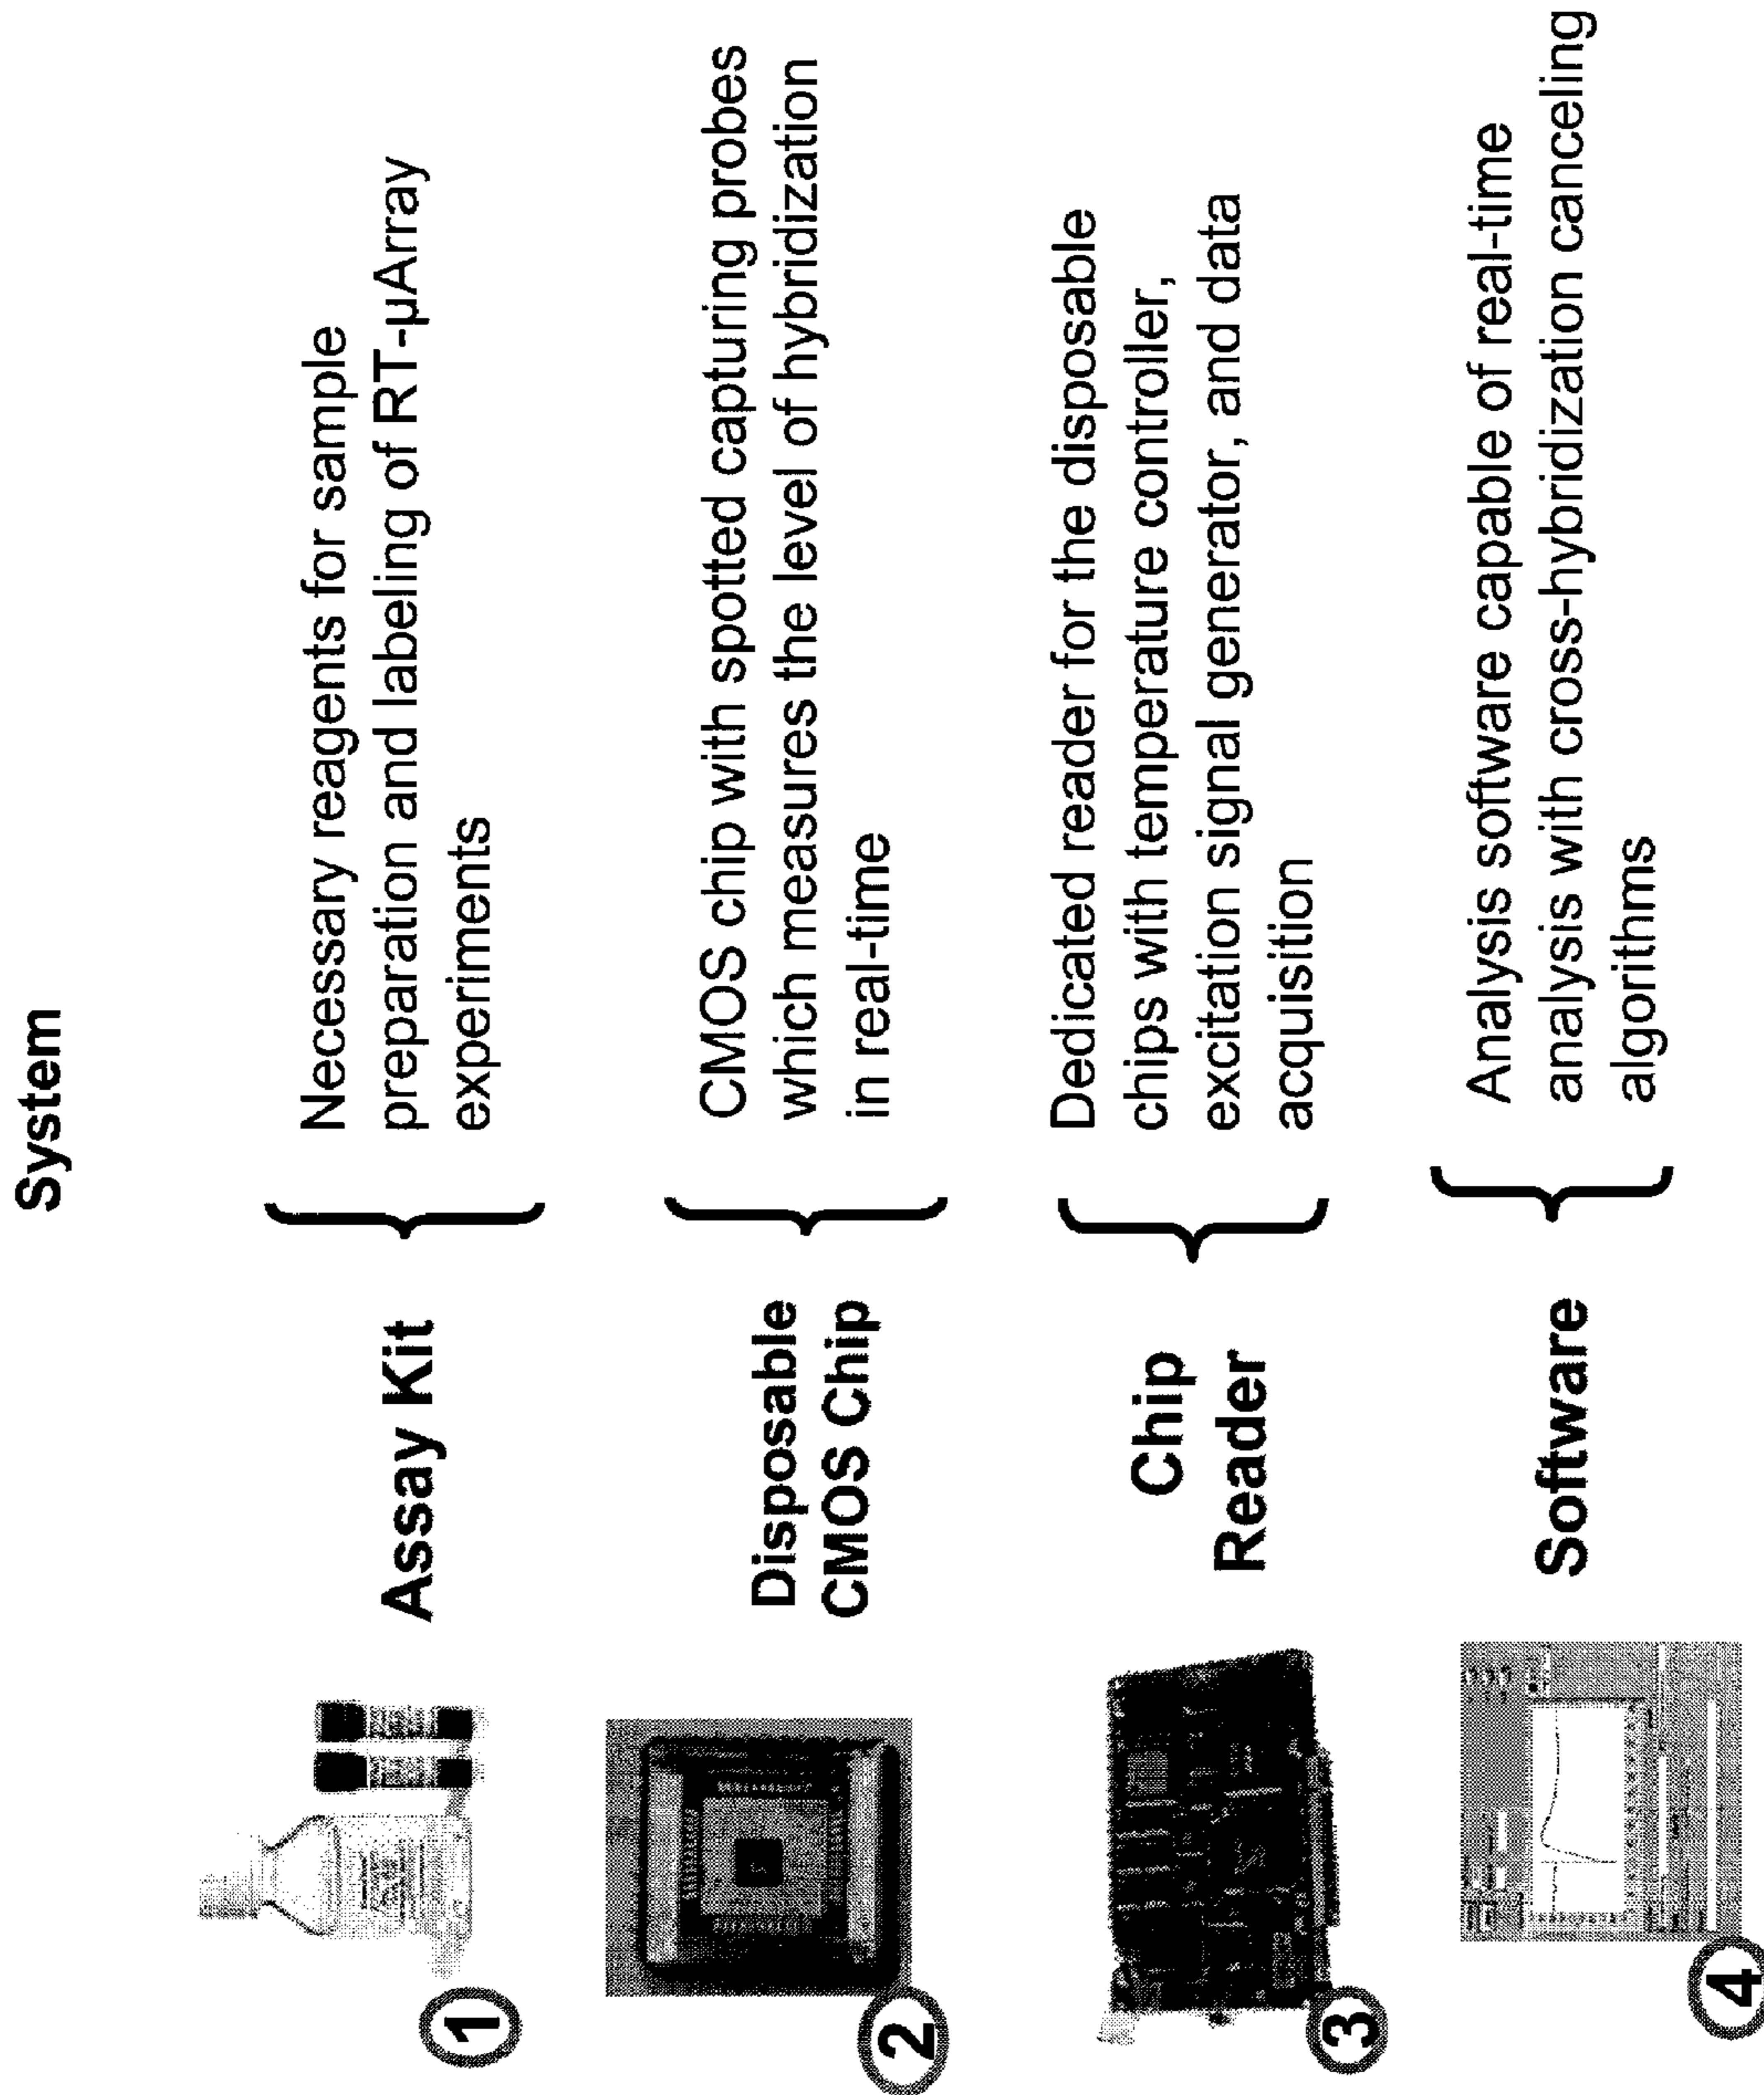 System
1
Assay Kit
Necessary reagents for sample
preparation and labeling of RT-µArray
experiments
2
Disposable
CMOS Chip
CMOS chip with spotted capturing probes
which measures the level of hybridization
in real-time
3
Chip
Reader
Dedicated reader for the disposable
chips with temperature controller,
excitation signal generator, and data
acquisition
4
Software
Analysis software capable of real-time
analysis with cross-hybridization canceling
algorithms